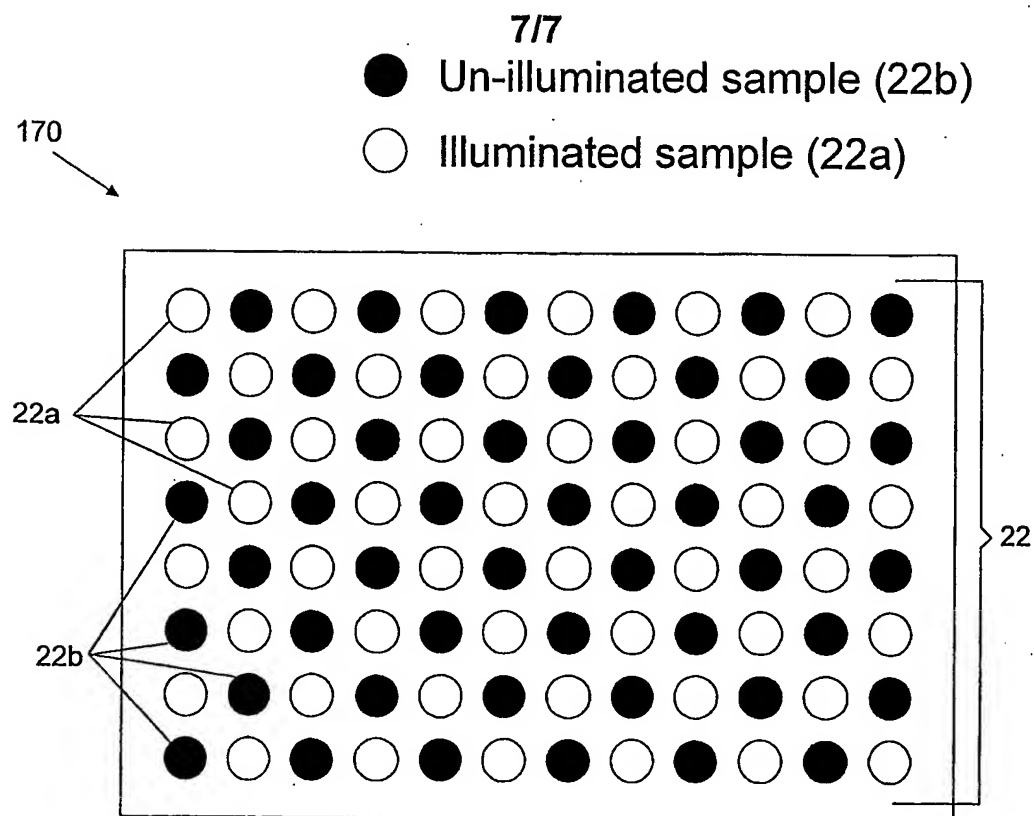 7/7
Un-illuminated sample (22b)
Illuminated sample (22a)
170
22a
22
22b